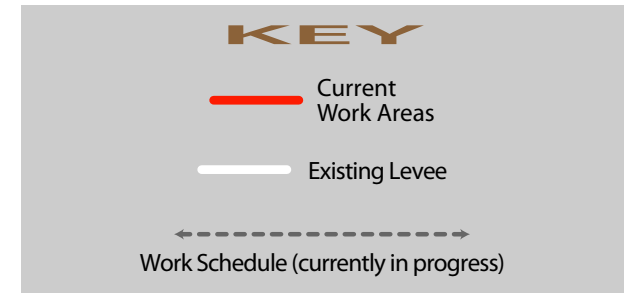 KEY
Current
Work Areas
Existing Levee
Work Schedule (currently in progress)